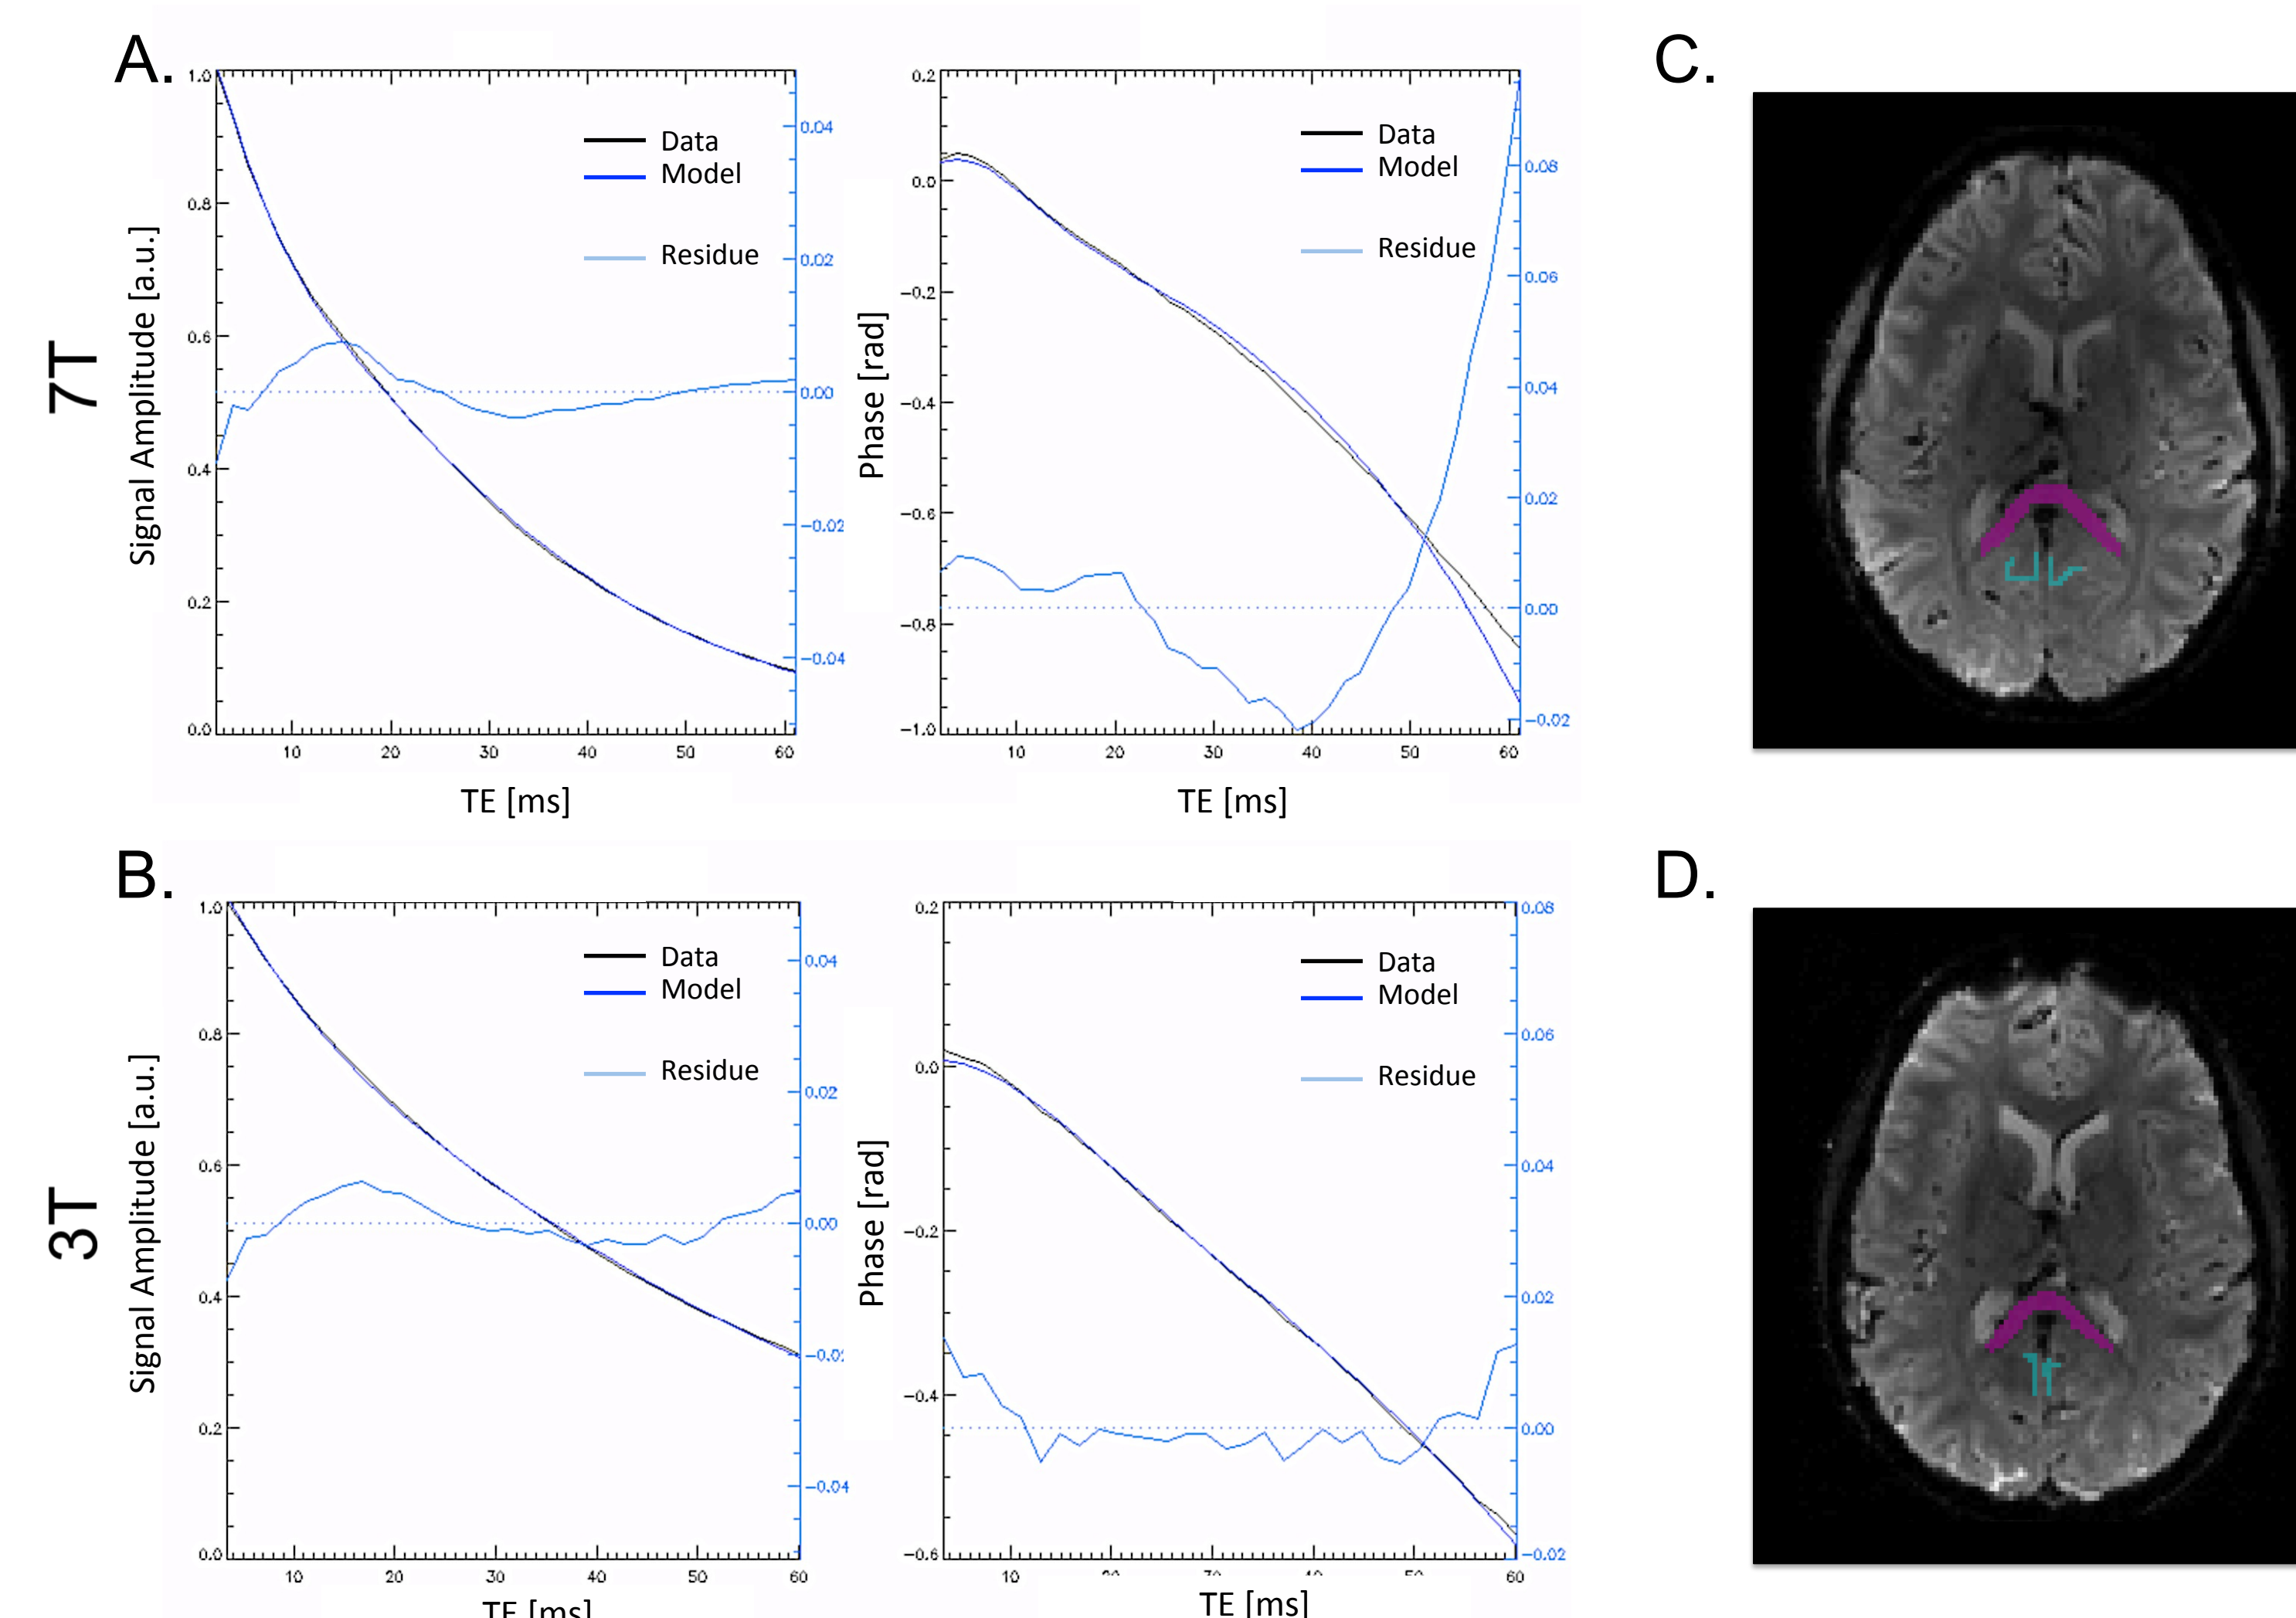 A.
7T
Signal Amplitude [a.u.]
1.0
0.8
0.6
0.4
0.2
0.0
Data
Model
Residue
0.04
0.02
0.00
−0.02
−0.04
10 20 30 40 50 60
TE [ms]
Phase [rad]
0.2
0.0
−0.2
−0.4
−0.6
−0.8
−1.0
Data
Model
Residue
0.08
0.06
0.04
0.02
0.00
−0.02
10 20 30 40 50 60
TE [ms]
C.
B.
3T
Signal Amplitude [a.u.]
1.0
0.8
0.6
0.4
0.2
0.0
Data
Model
Residue
0.04
0.02
0.00
−0.04
10 20 30 40 50 60
TE [ms]
Phase [rad]
0.2
0.0
−0.2
−0.4
−0.6
Data
Model
Residue
0.08
0.06
0.04
0.02
0.00
−0.02
10 60
TE [ms]
D.